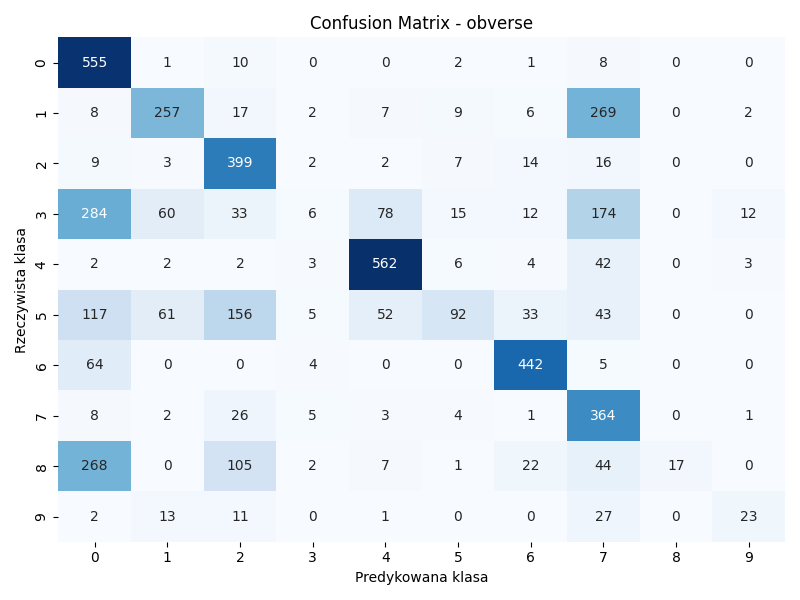 Confusion Matrix - obverse
0 555 1 10 0 0 2 1 8 0 0
1 8 257 17 2 7 9 6 269 0 2
2 9 3 399 2 2 7 14 16 0 0
3 284 60 33 6 78 15 12 174 0 12
4 2 2 2 3 562 6 4 42 0 3
5 117 61 156 5 52 92 33 43 0 0
6 64 0 0 4 0 0 442 5 0 0
7 8 2 26 5 3 4 1 364 0 1
8 268 0 105 2 7 1 22 44 17 0
9 2 13 11 0 1 0 0 27 0 23
0 1 2 3 4 5 6 7 8 9
Predykowana klasa
Rzeczywista klasa